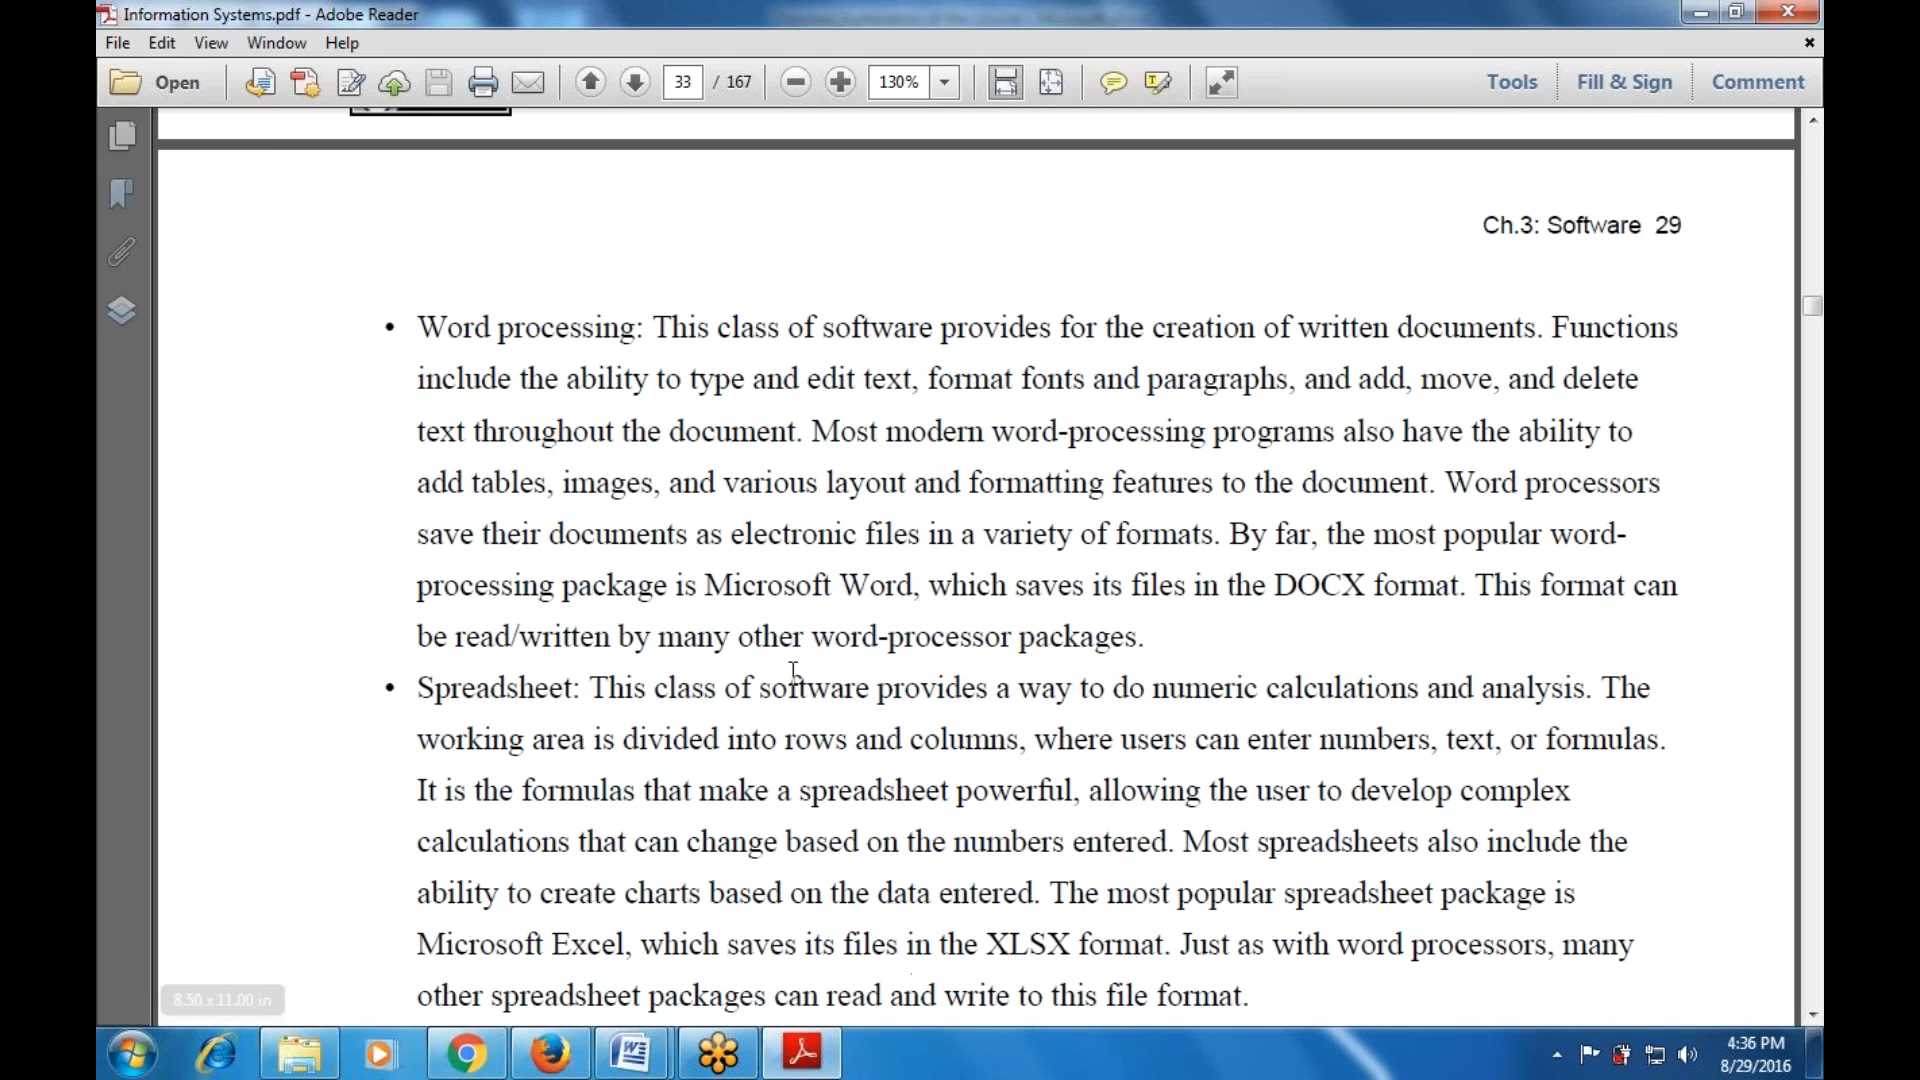 Information Systems.pdf - Adobe Reader
File Edit View Window Help
Open 33 / 167 130% Tools Fill & Sign Comment
Ch.3: Software 29
• Word processing: This class of software provides for the creation of written documents. Functions
include the ability to type and edit text, format fonts and paragraphs, and add, move, and delete
text throughout the document. Most modern word-processing programs also have the ability to
add tables, images, and various layout and formatting features to the document. Word processors
save their documents as electronic files in a variety of formats. By far, the most popular word-
processing package is Microsoft Word, which saves its files in the DOCX format. This format can
be read/written by many other word-processor packages.
• Spreadsheet: This class of software provides a way to do numeric calculations and analysis. The
working area is divided into rows and columns, where users can enter numbers, text, or formulas.
It is the formulas that make a spreadsheet powerful, allowing the user to develop complex
calculations that can change based on the numbers entered. Most spreadsheets also include the
ability to create charts based on the data entered. The most popular spreadsheet package is
Microsoft Excel, which saves its files in the XLSX format. Just as with word processors, many
other spreadsheet packages can read and write to this file format.
8.50 x 11.00 in
4:36 PM
8/29/2016